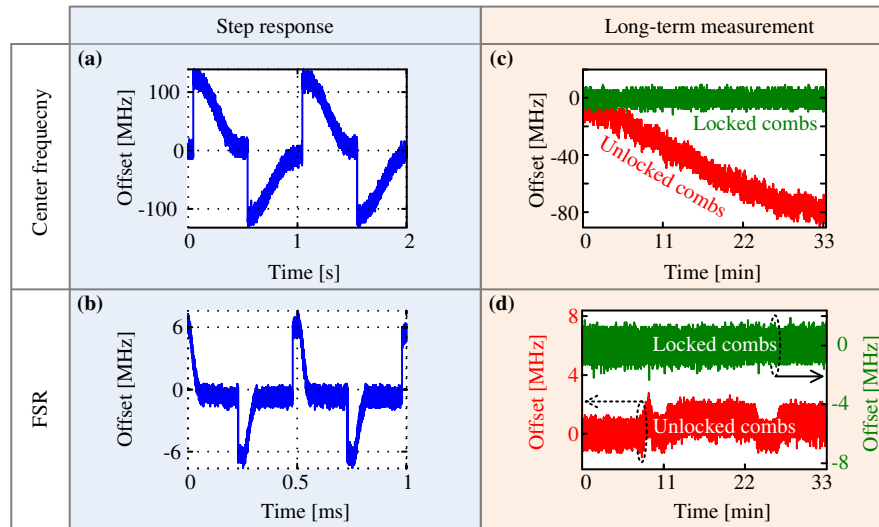 Step response
Long-term measurement
Center frequecny
(a)
Offset [MHz]
100
0
-100
0
1
2
Time [s]
(c)
Offset [MHz]
0
-40
-80
Locked combs
Unlocked combs
0
11
22
33
Time [min]
FSR
(b)
Offset [MHz]
6
0
-6
0
0.5
1
Time [ms]
(d)
Offset [MHz]
8
4
0
Locked combs
Unlocked combs
0
-4
-8
Offset [MHz]
0
11
22
33
Time [min]